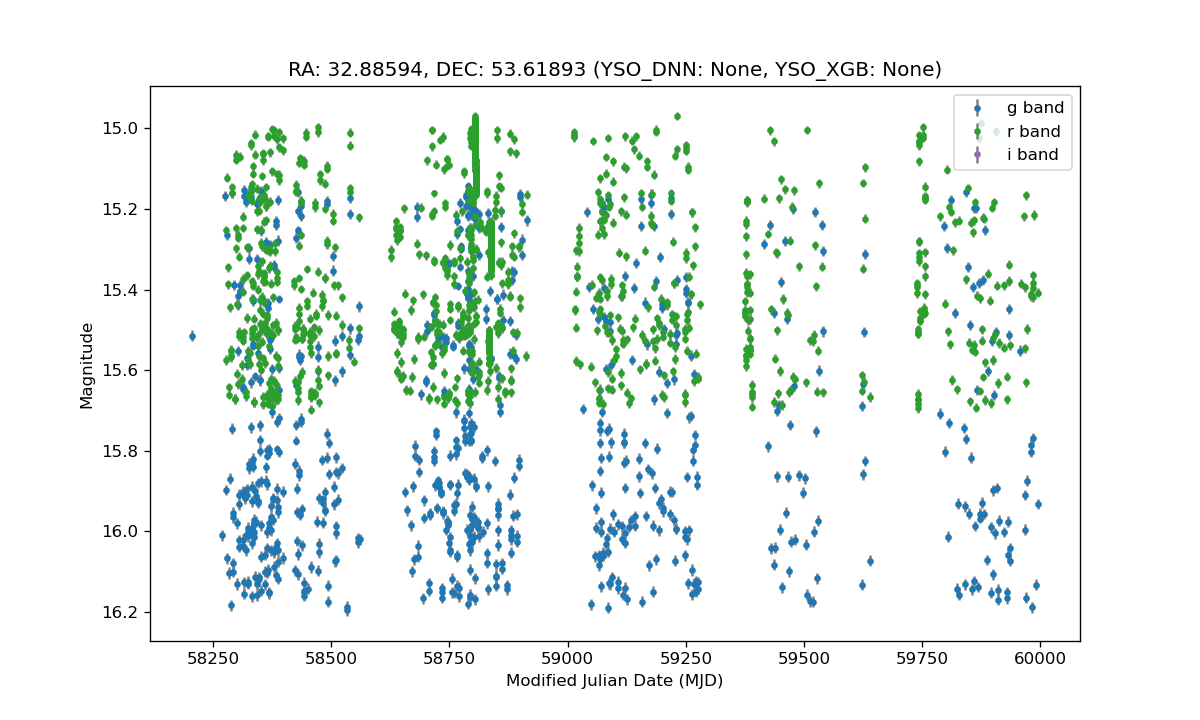 RA: 32.88594, DEC: 53.61893 (YSO_DNN: None, YSO_XGB: None)
g band
r band
i band
15.0
15.2
15.4
15.6
15.8
16.0
16.2
Magnitude
58250 58500 58750 59000 59250 59500 59750 60000
Modified Julian Date (MJD)